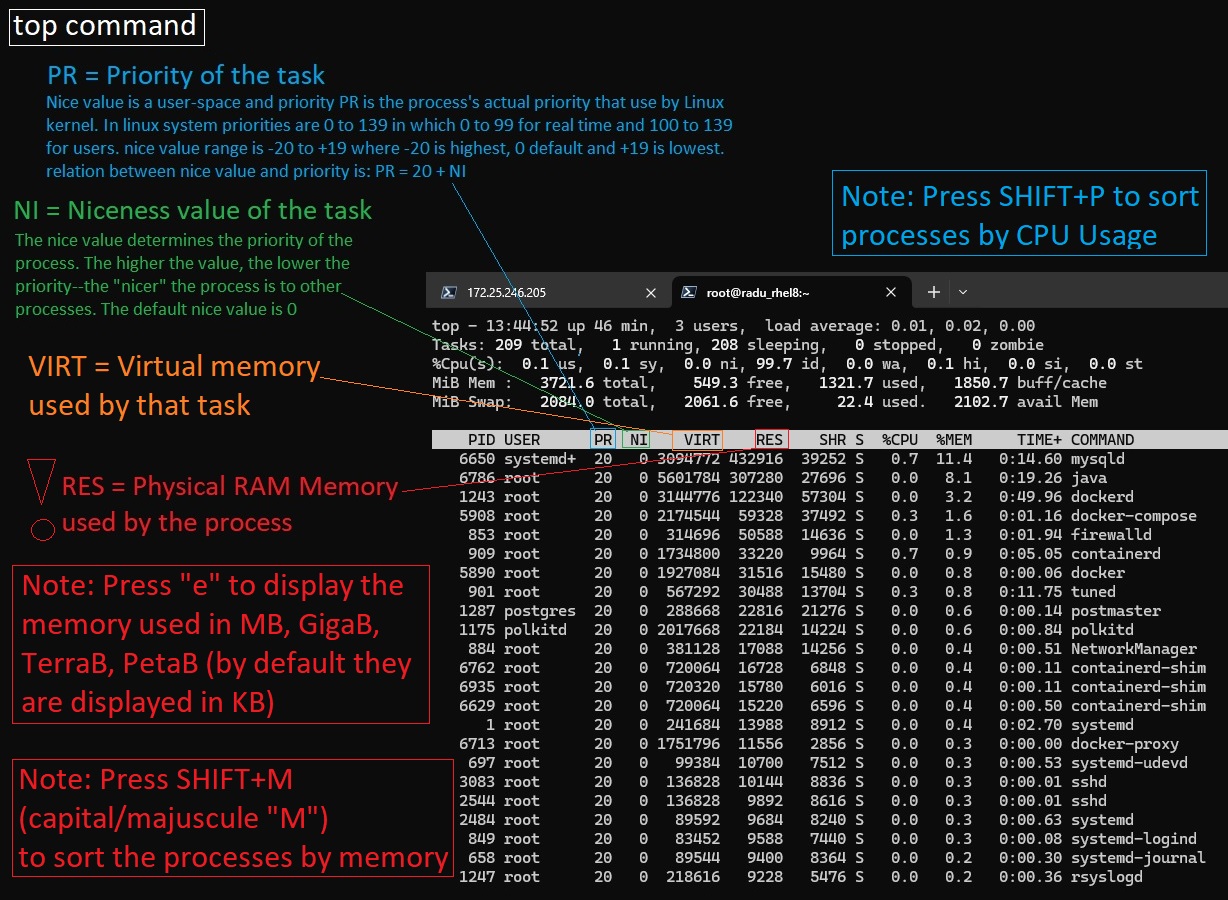 top command
PR = Priority of the task
Nice value is a user-space and priority PR is the process's actual priority that use by Linux
kernel. In linux system priorities are 0 to 139 in which 0 to 99 for real time and 100 to 139
for users. nice value range is -20 to +19 where -20 is highest, 0 default and +19 is lowest.
relation between nice value and priority is: PR = 20 + NI
NI = Niceness value of the task
The nice value determines the priority of the
process. The higher the value, the lower the
priority--the "nicer" the process is to other
processes. The default nice value is 0
Note: Press SHIFT+P to sort
processes by CPU Usage
VIRT = Virtual memory
used by that task
RES = Physical RAM Memory
used by the process
Note: Press "e" to display the
memory used in MB, GigaB,
TerraB, PetaB (by default they
are displayed in KB)
Note: Press SHIFT+M
(capital/majuscule "M")
to sort the processes by memory
172.25.246.205
root@radu_rhel8:~
top - 13:44:52 up 46 min,  3 users,  load average: 0.01, 0.02, 0.00
Tasks: 209 total,   1 running, 208 sleeping,   0 stopped,   0 zombie
%Cpu(s):  0.1 us,  0.1 sy,  0.0 ni, 99.7 id,  0.0 wa,  0.1 hi,  0.0 si,  0.0 st
MiB Mem :   3721.6 total,    549.3 free,   1321.7 used,   1850.7 buff/cache
MiB Swap:   2084.0 total,   2061.6 free,     22.4 used.   2102.7 avail Mem
PID USER PR NI VIRT RES SHR S %CPU %MEM TIME+ COMMAND
6650 systemd+ 20 0 3094772 432916 39252 S 0.7 11.4 0:14.60 mysqld
6786 root 20 0 5601784 307280 27696 S 0.0 8.1 0:19.26 java
1243 root 20 0 3144776 122340 57304 S 0.0 3.2 0:49.96 dockerd
5908 root 20 0 2174544 59328 37492 S 0.3 1.6 0:01.16 docker-compose
853 root 20 0 314696 50588 14636 S 0.0 1.3 0:01.94 firewalld
909 root 20 0 1734800 33220 9964 S 0.7 0.9 0:05.05 containerd
5890 root 20 0 1927084 31516 15480 S 0.0 0.8 0:00.06 docker
901 root 20 0 567292 30488 13704 S 0.3 0.8 0:11.75 tuned
1287 postgres 20 0 288668 22816 21276 S 0.0 0.6 0:00.14 postmaster
1175 polkitd 20 0 2017668 22184 14224 S 0.0 0.6 0:00.84 polkitd
884 root 20 0 381128 17088 14256 S 0.0 0.4 0:00.51 NetworkManager
6762 root 20 0 720064 16728 6848 S 0.0 0.4 0:00.11 containerd-shim
6935 root 20 0 720320 15780 6016 S 0.0 0.4 0:00.11 containerd-shim
6629 root 20 0 720064 15220 6596 S 0.0 0.4 0:00.50 containerd-shim
1 root 20 0 241684 13988 8912 S 0.0 0.4 0:02.70 systemd
6713 root 20 0 1751796 11556 2856 S 0.0 0.3 0:00.00 docker-proxy
697 root 20 0 99384 10700 7512 S 0.0 0.3 0:00.53 systemd-udevd
3083 root 20 0 136828 10144 8836 S 0.0 0.3 0:00.01 sshd
2544 root 20 0 136828 9892 8616 S 0.0 0.3 0:00.01 sshd
2484 root 20 0 89592 9684 8240 S 0.0 0.3 0:00.63 systemd
849 root 20 0 83452 9588 7440 S 0.0 0.3 0:00.08 systemd-logind
658 root 20 0 89544 9400 8364 S 0.0 0.2 0:00.30 systemd-journal
1247 root 20 0 218616 9228 5476 S 0.0 0.2 0:00.36 rsyslogd